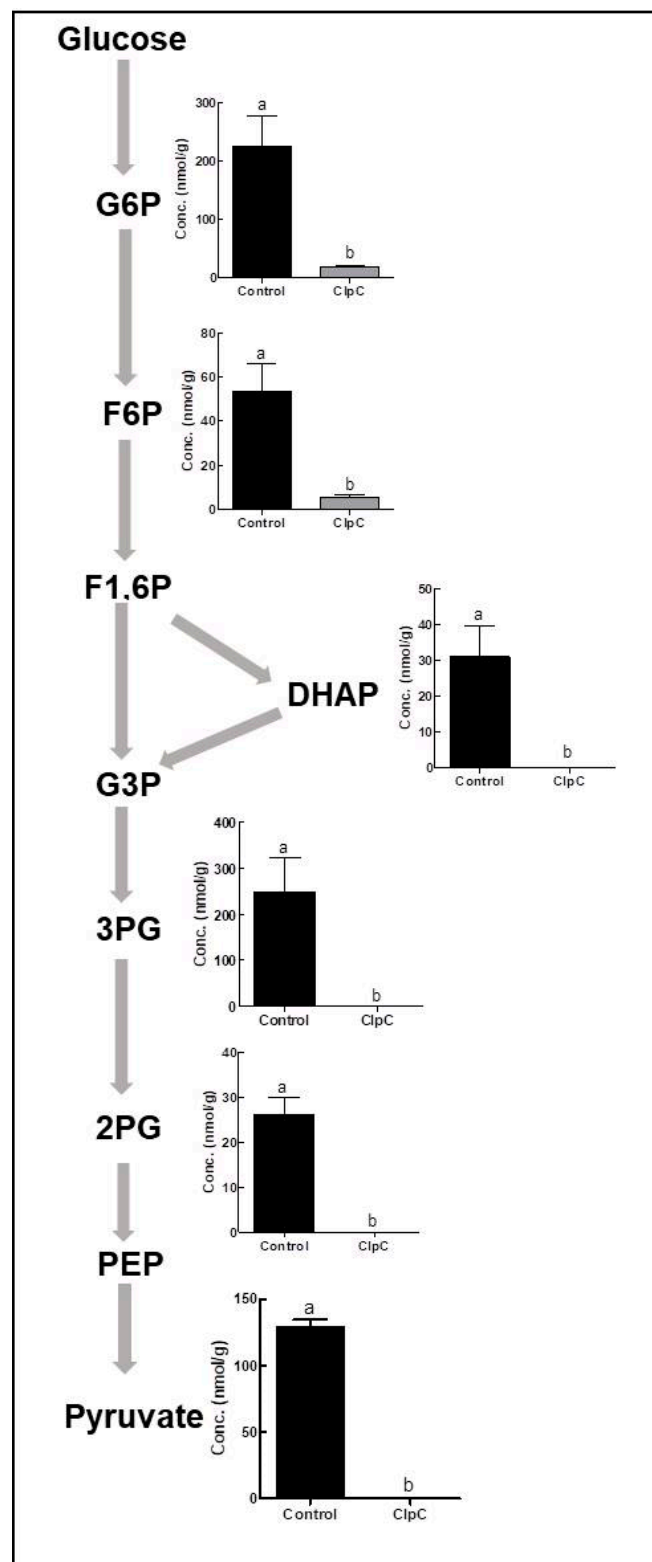 Glucose
G6P
Conc. (nmol/g)
300
200
100
0
a
b
Control
ClpC
F6P
Conc. (nmol/g)
80
60
40
20
0
a
b
Control
ClpC
F1,6P
DHAP
Conc. (nmol/g)
50
40
30
20
10
0
a
b
Control
ClpC
G3P
3PG
Conc. (nmol/g)
400
300
200
100
0
a
b
Control
ClpC
2PG
Conc. (nmol/g)
40
30
20
10
0
a
b
Control
ClpC
PEP
Pyruvate
Conc. (nmol/g)
150
100
50
0
a
b
Control
ClpC